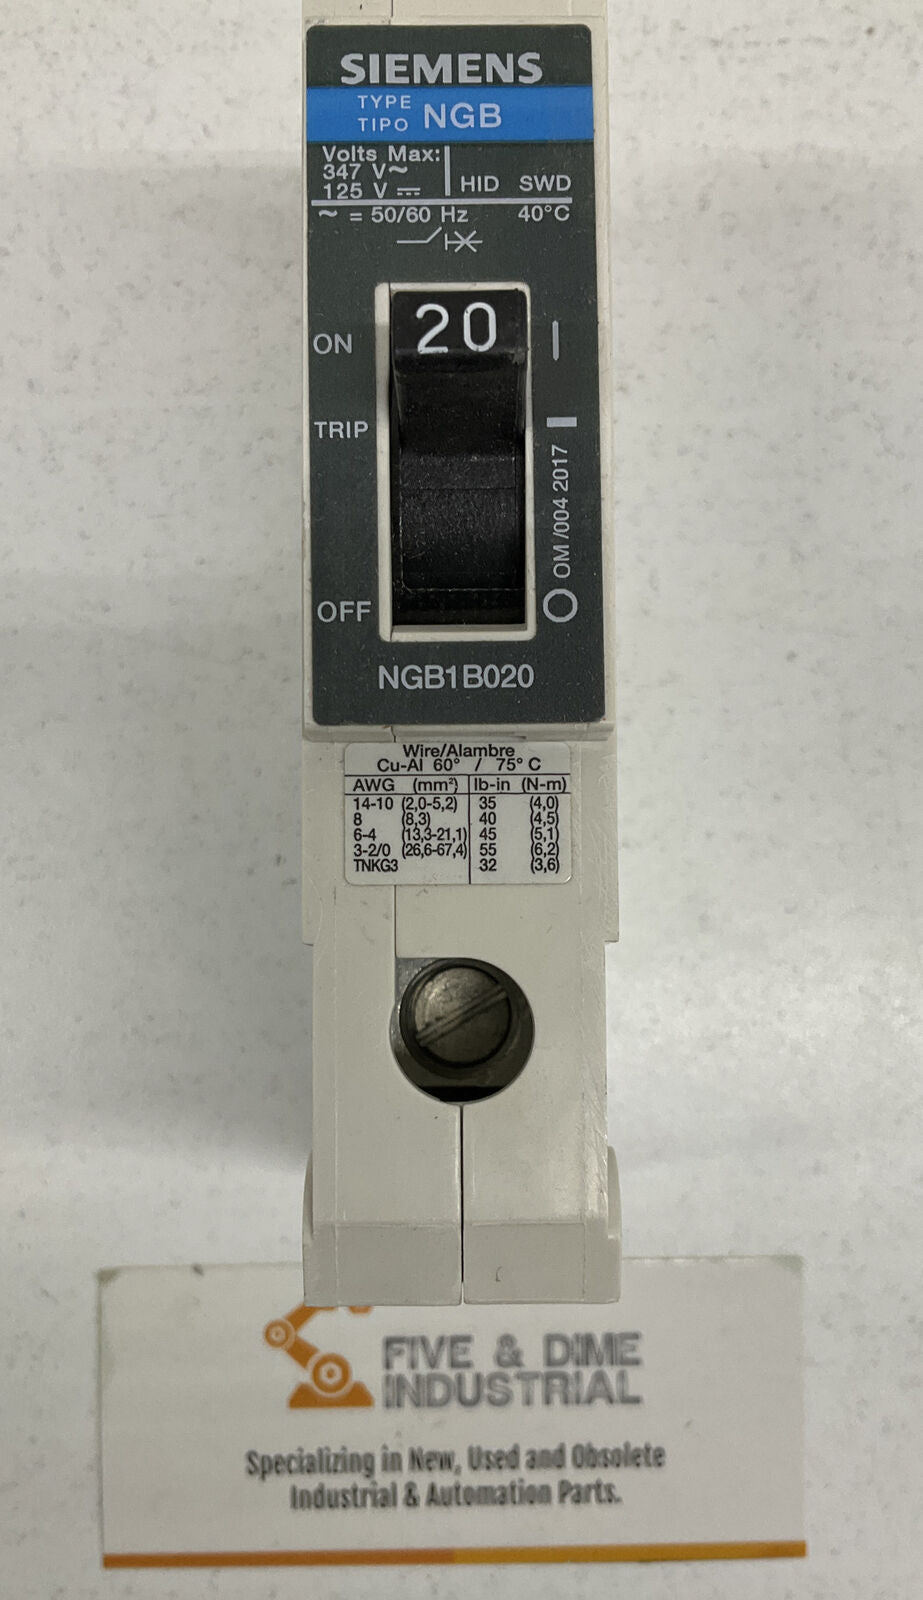 SIEMENS
TYPE
TIPO NGB
Volts Max:
347 V~
125 V ⎓
HID SWD
~ = 50/60 Hz 40°C
20
ON
TRIP
OM /004 2017
OFF
NGB1B020
Wire/Alambre
Cu-Al 60° / 75° C
AWG (mm²) lb-in (N-m)
14-10 (2,0-5,2) 35 (4,0)
8 (8,3) 40 (4,5)
6-4 (13,3-21,1) 45 (5,1)
3-2/0 (26,6-67,4) 55 (6,2)
TNKG3 32 (3,6)
FIVE & DIME
INDUSTRIAL
Specializing in New, Used and Obsolete
Industrial & Automation Parts.